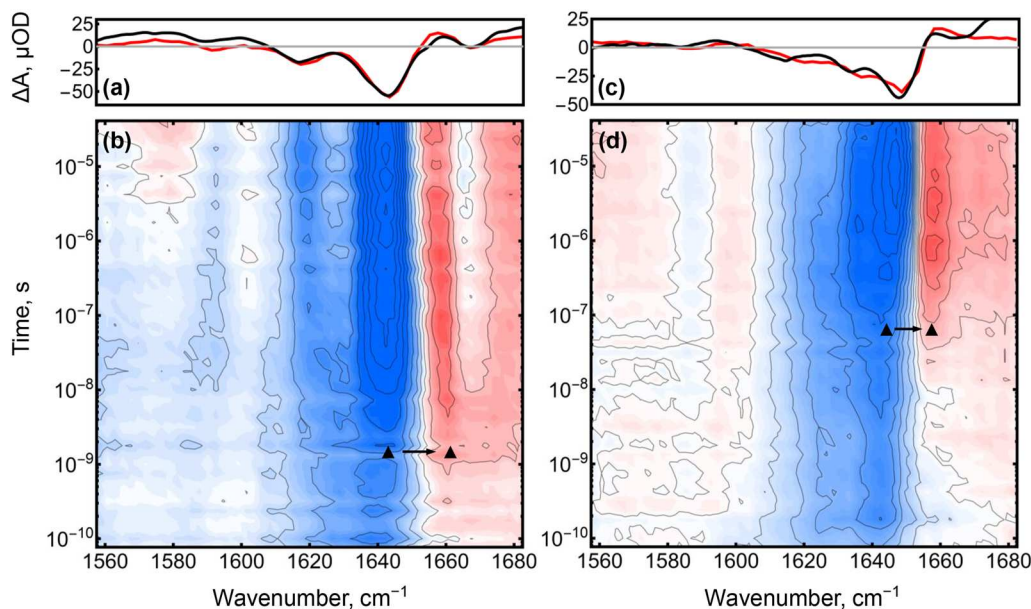 25
0
−25
−50
ΔA, μOD
(a)
25
0
−25
−50
(c)
(b)
10⁻⁵
10⁻⁶
10⁻⁷
10⁻⁸
10⁻⁹
10⁻¹⁰
Time, s
1560 1580 1600 1620 1640 1660 1680
Wavenumber, cm⁻¹
(d)
10⁻⁵
10⁻⁶
10⁻⁷
10⁻⁸
10⁻⁹
10⁻¹⁰
1560 1580 1600 1620 1640 1660 1680
Wavenumber, cm⁻¹